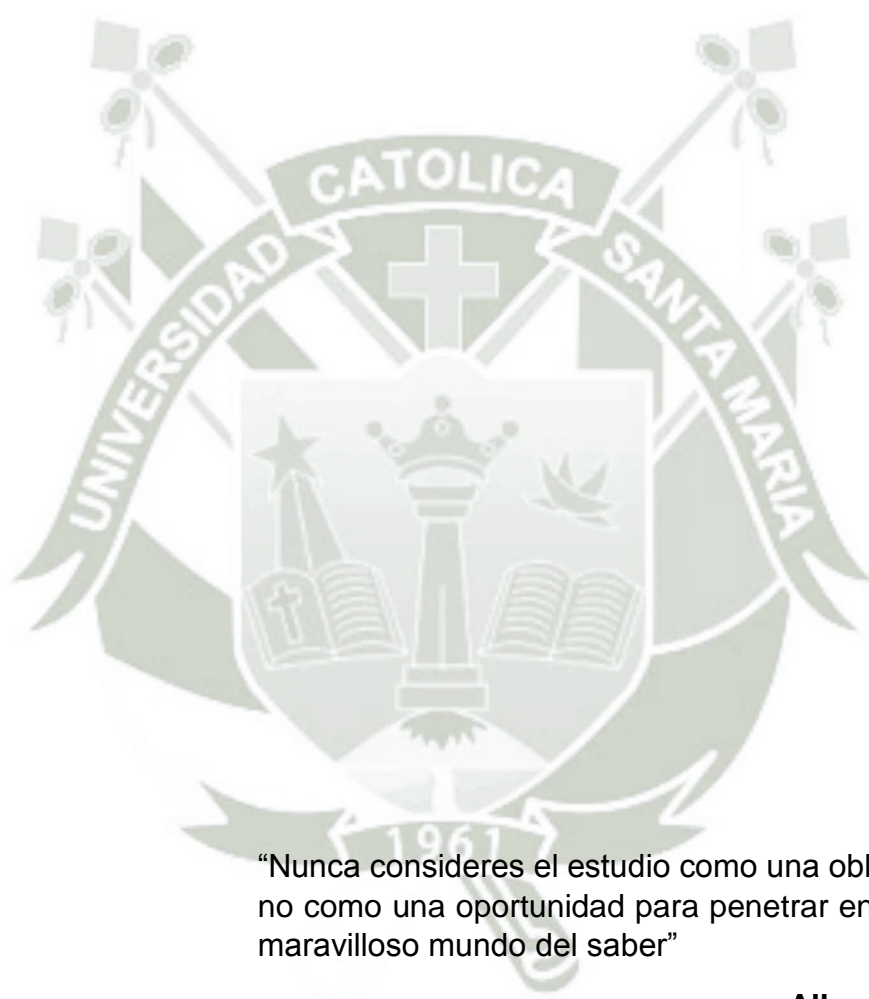 CATOLICA
UNIVERSIDAD
SANTA MARIA
1961
“Nunca consideres el estudio como una obl
no como una oportunidad para penetrar en
maravilloso mundo del saber”